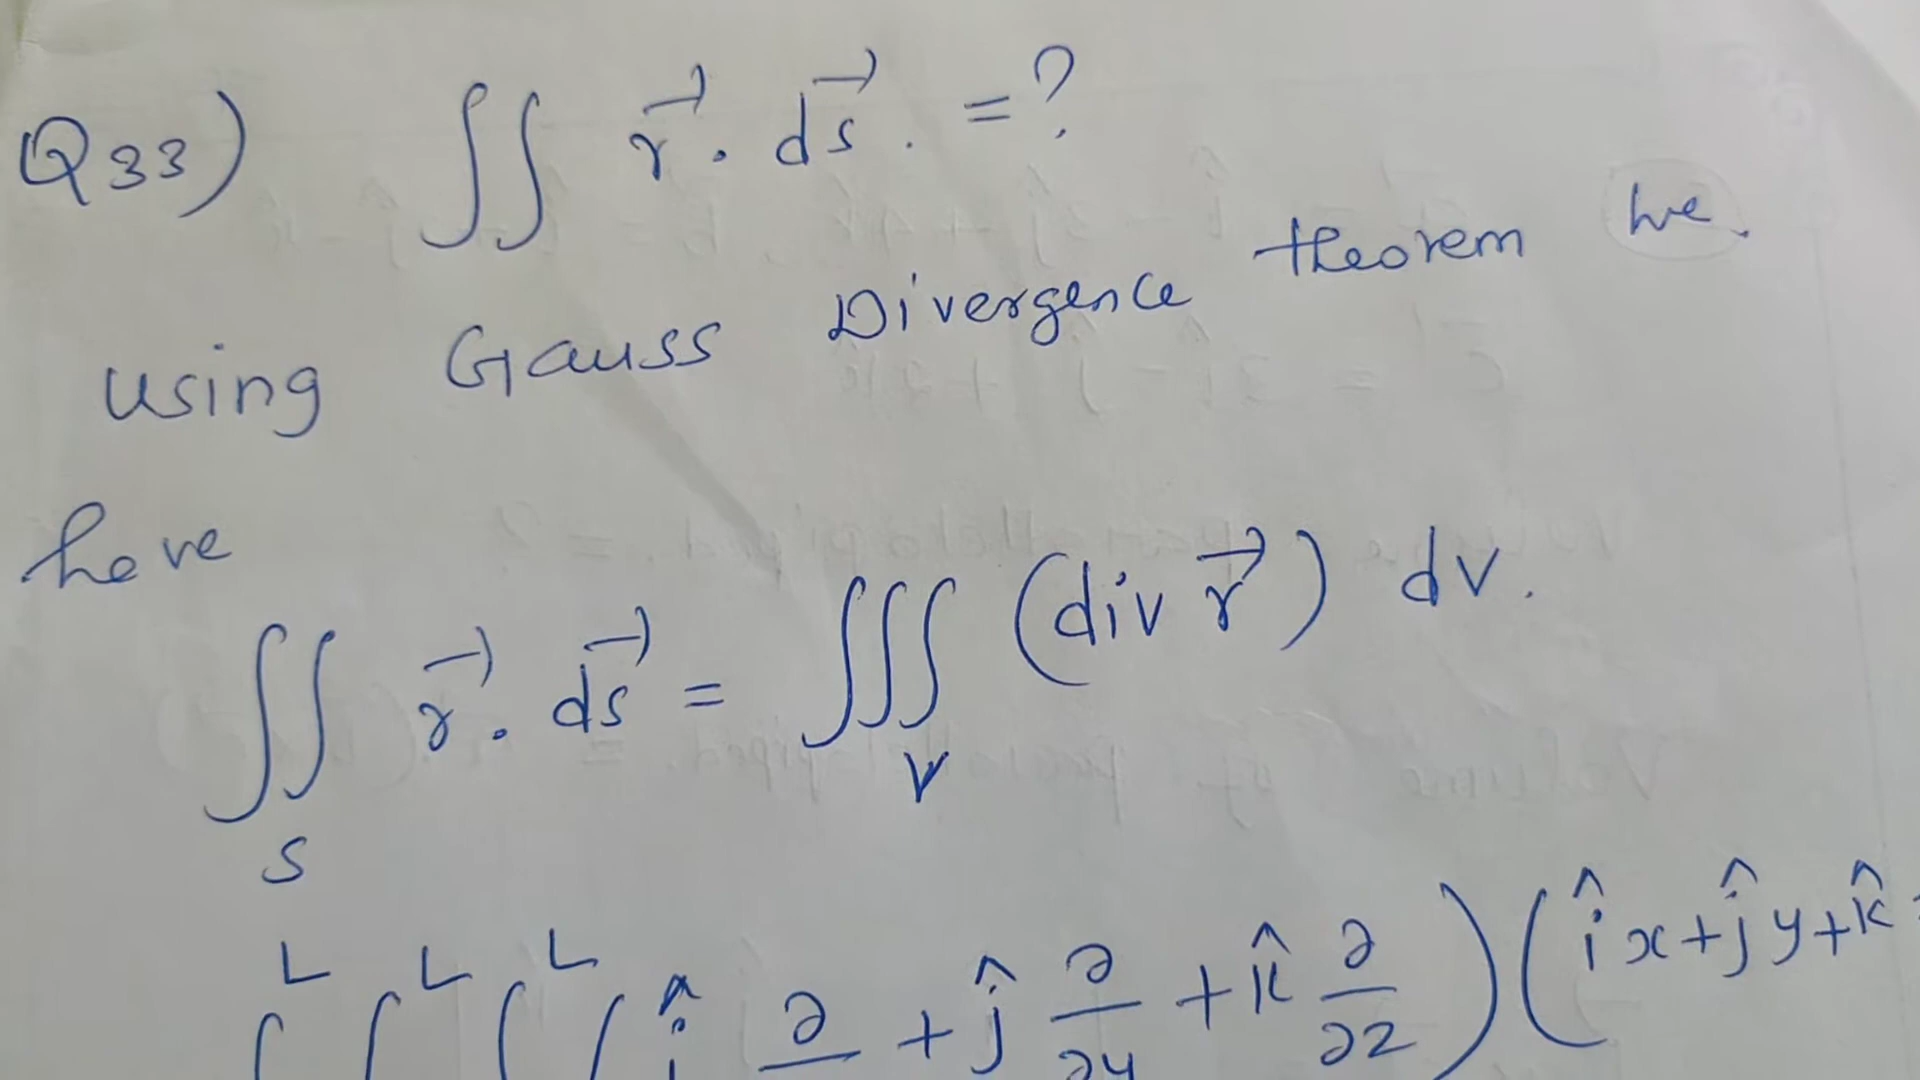 Q33) ∬ r⃗ . ds⃗ . = ?
using Gauss Divergence theorem we.
have
∬ r⃗ . ds⃗ = ∭ (div r⃗) dv.
S V
L L L
∫ ∫ ∫ ( î ∂ + ĵ ∂/∂y + k̂ ∂/∂z ) ( î x + ĵ y + k̂